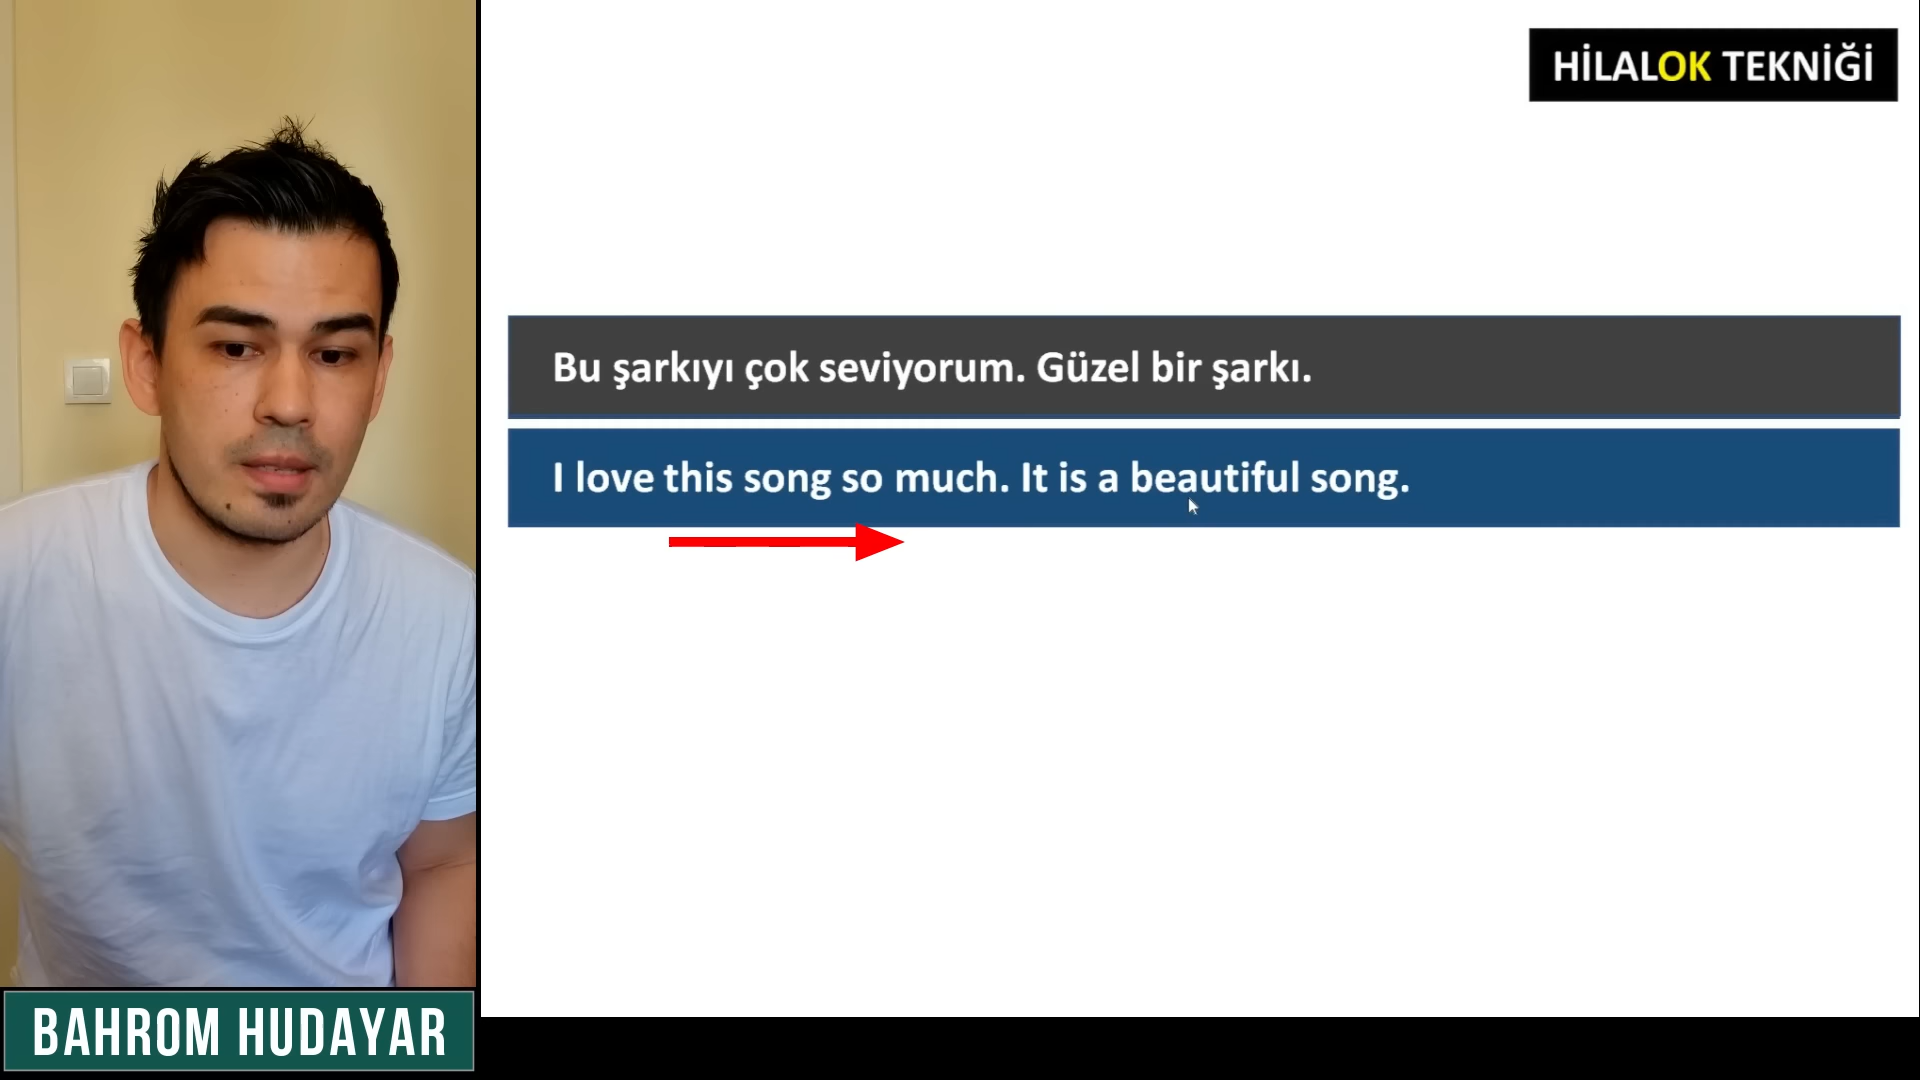 HİLALOK TEKNİĞİ
Bu şarkıyı çok seviyorum. Güzel bir şarkı.
I love this song so much. It is a beautiful song.
BAHROM HUDAYAR